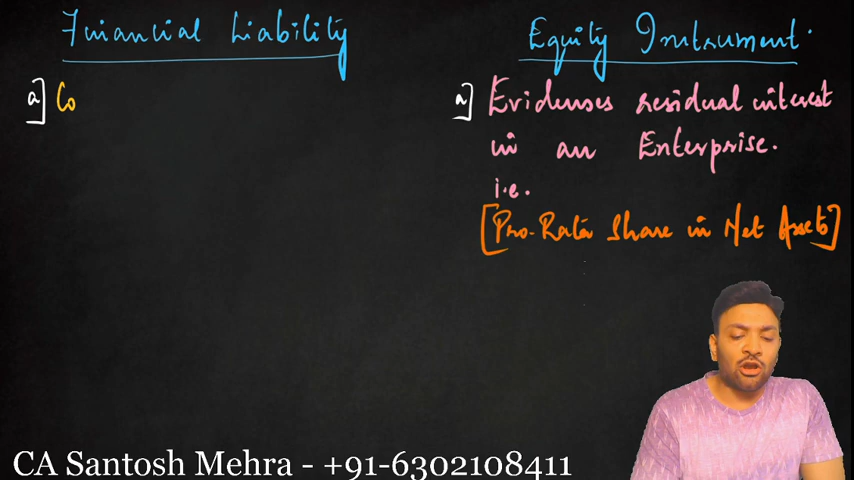 Financial Liability
a] Co
Equity Instrument.
a] Evidenses residual interest
in an Enterprise.
i.e.
[Pro-Rata Share in Net Assets]
CA Santosh Mehra - +91-6302108411